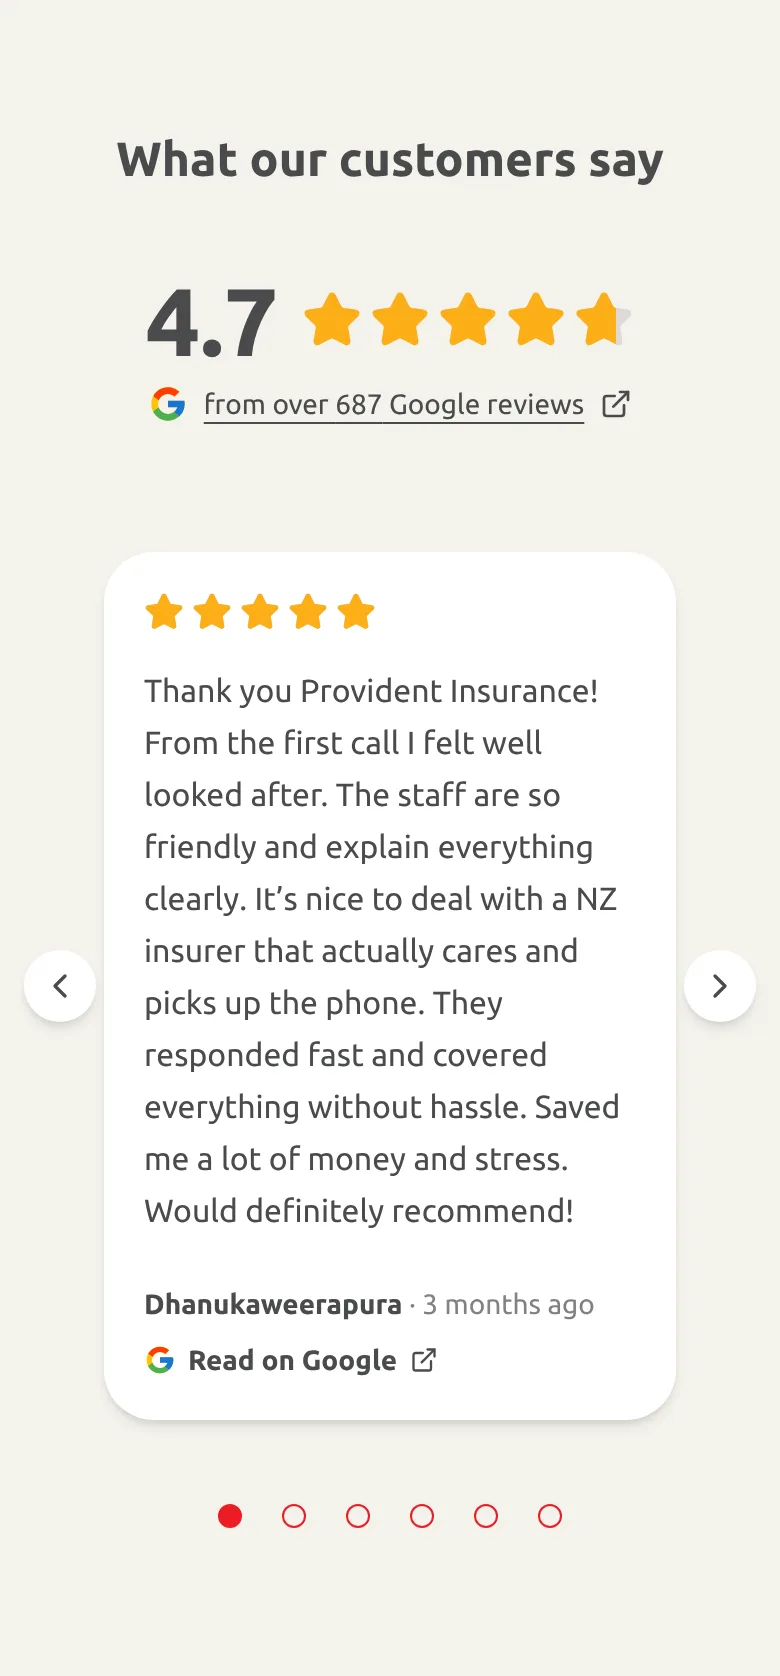 What our customers say
4.7
from over 687 Google reviews
Thank you Provident Insurance!
From the first call I felt well
looked after. The staff are so
friendly and explain everything
clearly. It’s nice to deal with a NZ
insurer that actually cares and
picks up the phone. They
responded fast and covered
everything without hassle. Saved
me a lot of money and stress.
Would definitely recommend!
Dhanukaweerapura · 3 months ago
Read on Google